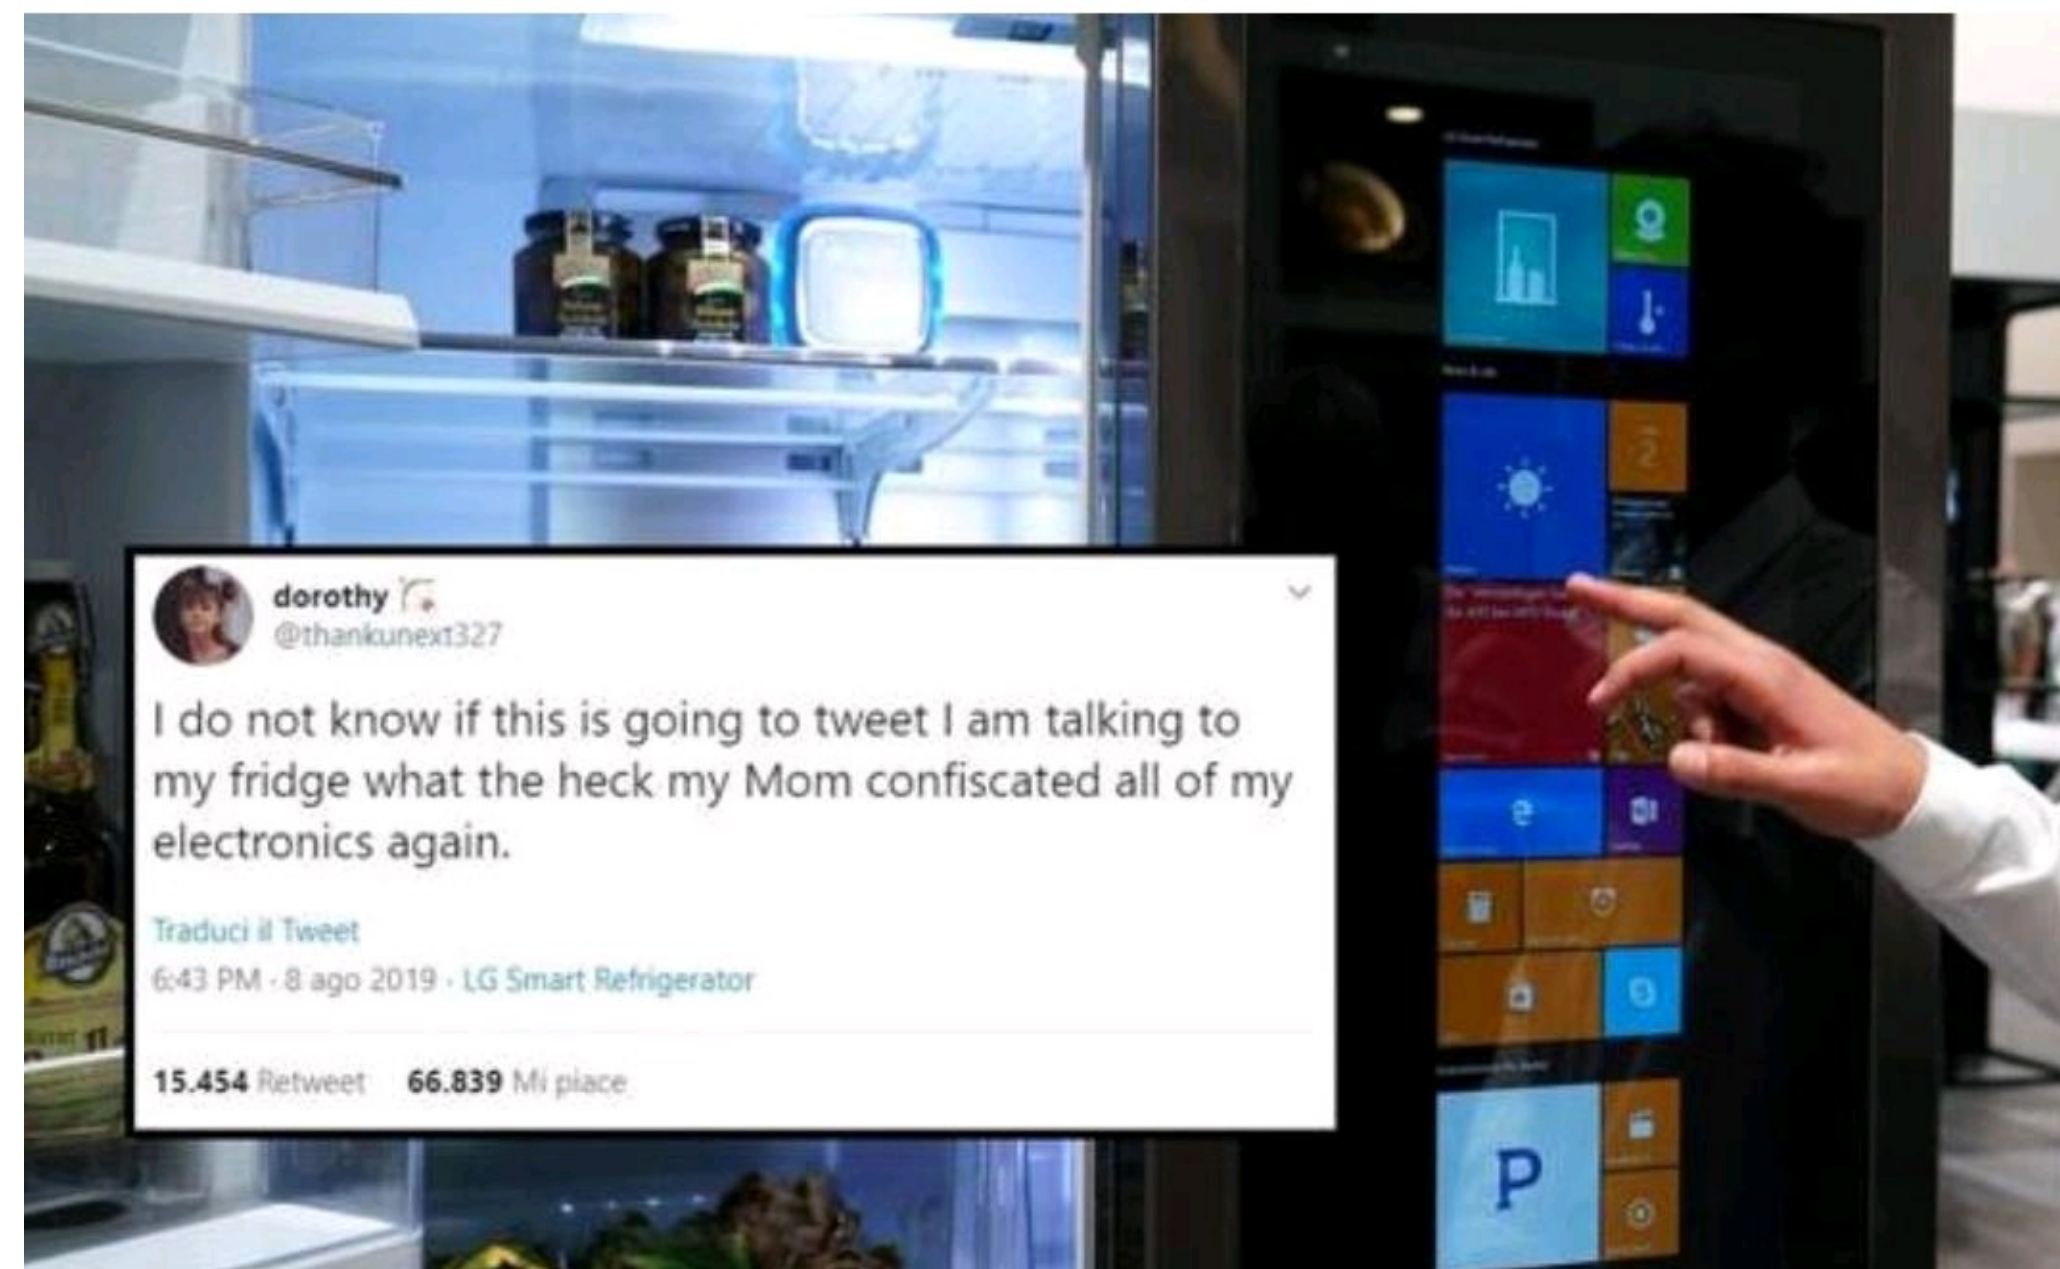 dorothy
@thankunext327
I do not know if this is going to tweet I am talking to
my fridge what the heck my Mom confiscated all of my
electronics again.
Traduci il Tweet
6:43 PM · 8 ago 2019 · LG Smart Refrigerator
15.454 Retweet 66.839 Mi piace
2
P